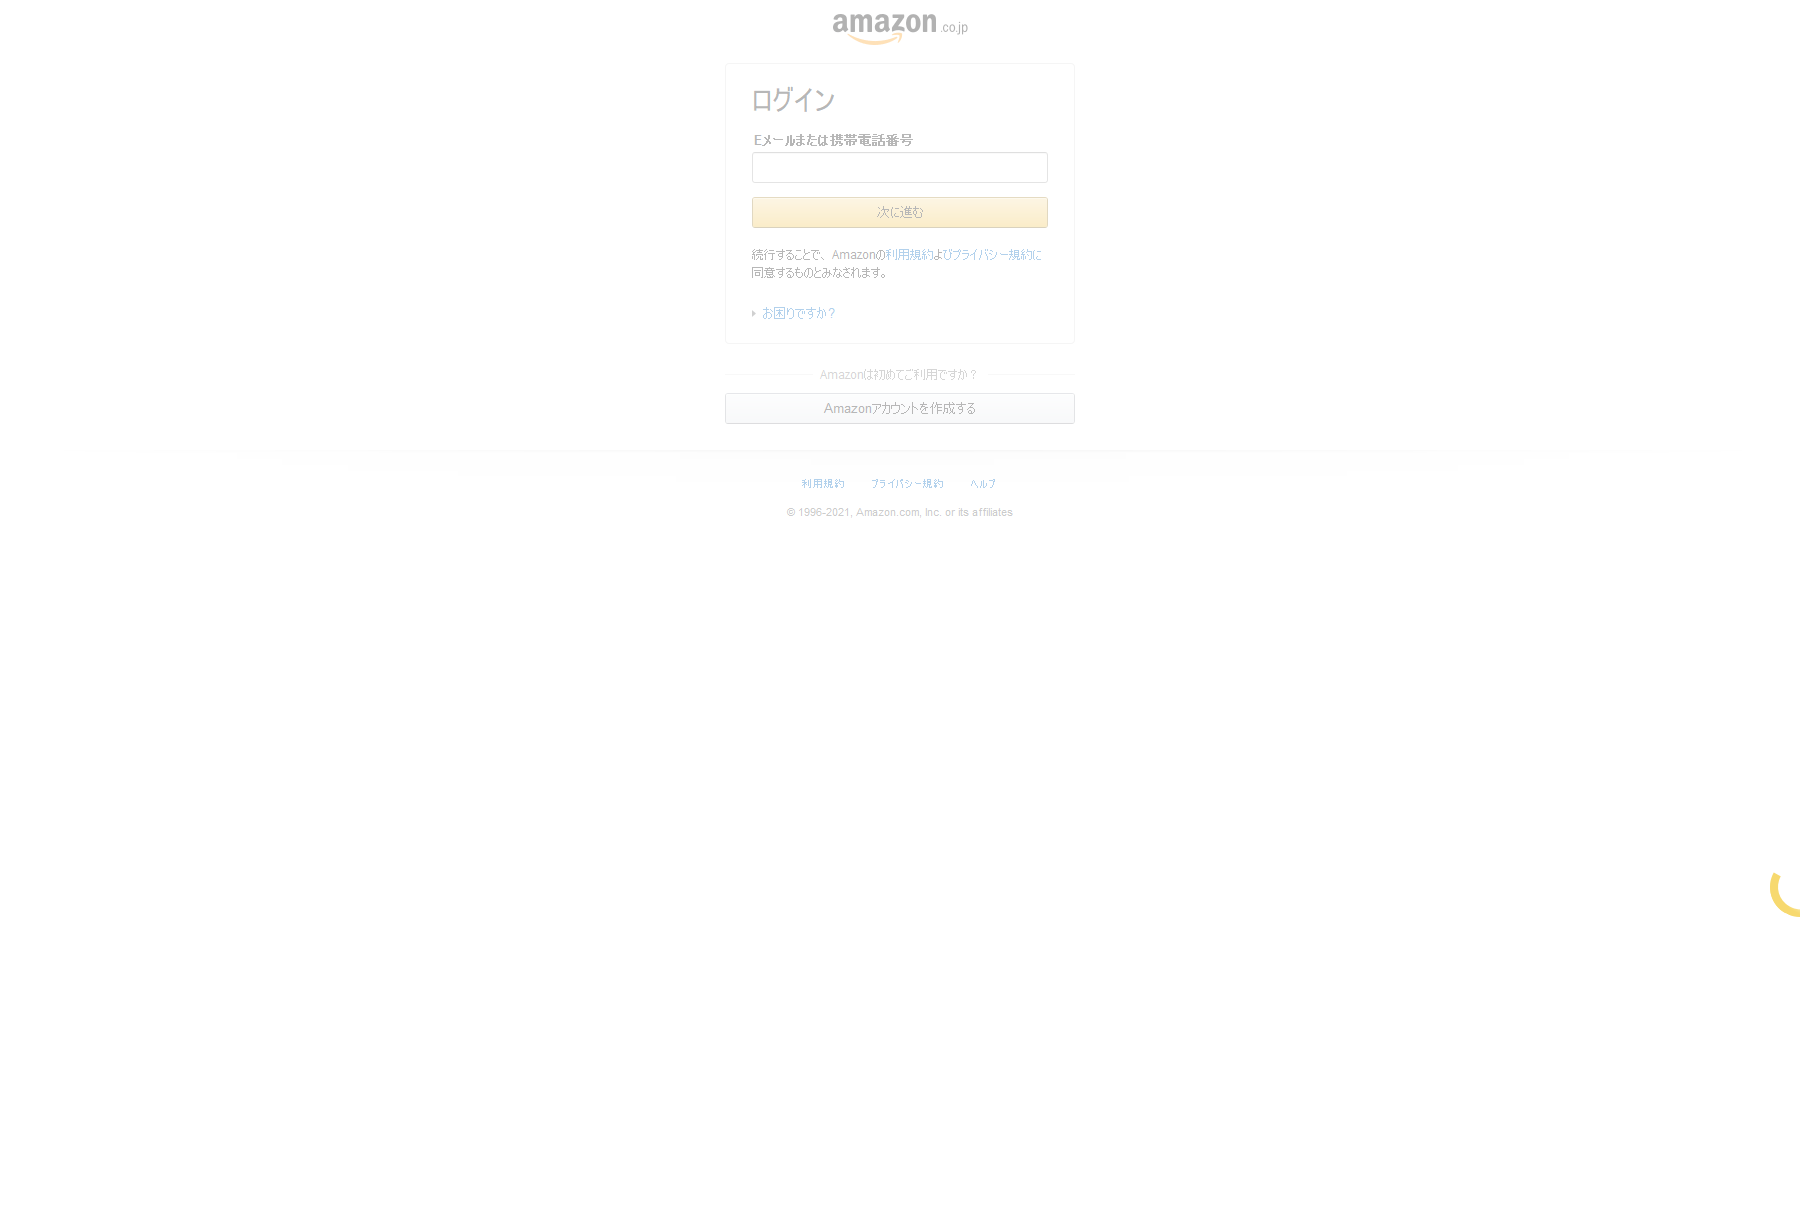 amazon.co.jp
ログイン
Eメールまたは携帯電話番号
次に進む
続行することで、Amazonの利用規約およびプライバシー規約に
同意するものとみなされます。
お困りですか?
Amazonは初めてご利用ですか?
Amazonアカウントを作成する
利用規約 プライバシー規約 ヘルプ
© 1996-2021, Amazon.com, Inc. or its affiliates